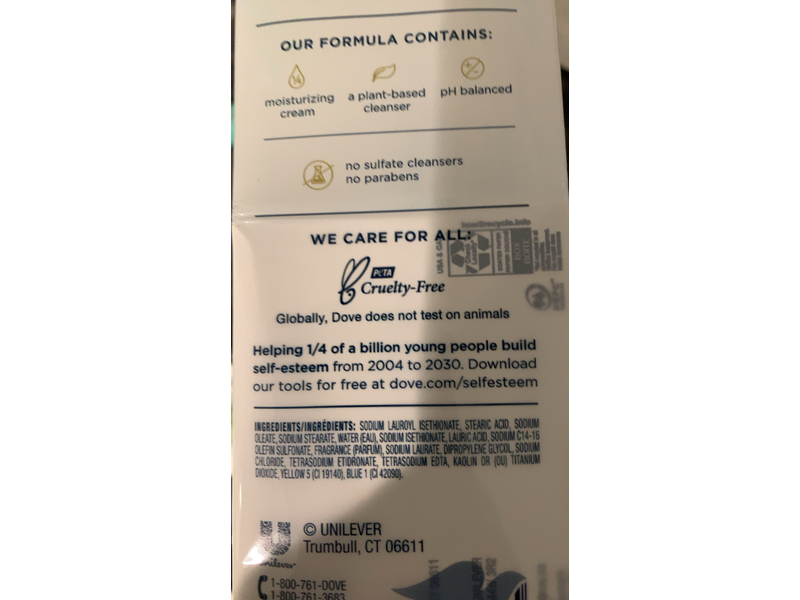 OUR FORMULA CONTAINS:
1/4
moisturizing cream
a plant-based cleanser
pH balanced
no sulfate cleansers
no parabens
WE CARE FOR ALL:
PETA
Cruelty-Free
Globally, Dove does not test on animals
Helping 1/4 of a billion young people build
self-esteem from 2004 to 2030. Download
our tools for free at dove.com/selfesteem
INGREDIENTS/INGRÉDIENTS: SODIUM LAUROYL ISETHIONATE, STEARIC ACID, SODIUM
OLEATE, SODIUM STEARATE, WATER (EAU), SODIUM ISETHIONATE, LAURIC ACID, SODIUM C14-16
OLEFIN SULFONATE, FRAGRANCE (PARFUM), SODIUM LAURATE, DIPROPYLENE GLYCOL, SODIUM
CHLORIDE, TETRASODIUM ETIDRONATE, TETRASODIUM EDTA, KAOLIN OR (OU) TITANIUM
DIOXIDE, YELLOW 5 (CI 19140), BLUE 1 (CI 42090).
© UNILEVER
Trumbull, CT 06611
Unilever
1-800-761-DOVE
1-800-761-3683